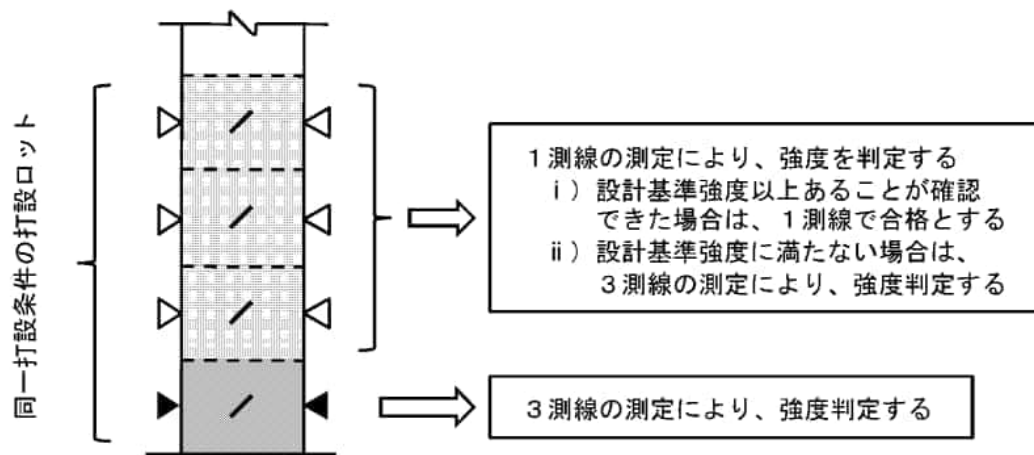 同一打設条件の打設ロット
1測線の測定により、強度を判定する
ⅰ）設計基準強度以上あることが確認
できた場合は、1測線で合格とする
ⅱ）設計基準強度に満たない場合は、
3測線の測定により、強度判定する
3測線の測定により、強度判定する